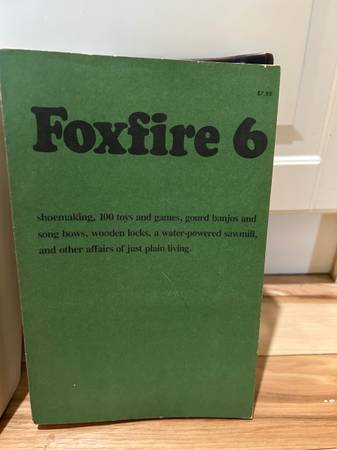 $7.95
Foxfire 6
shoemaking, 100 toys and games, gourd banjos and
song bows, wooden locks, a water-powered sawmill,
and other affairs of just plain living.